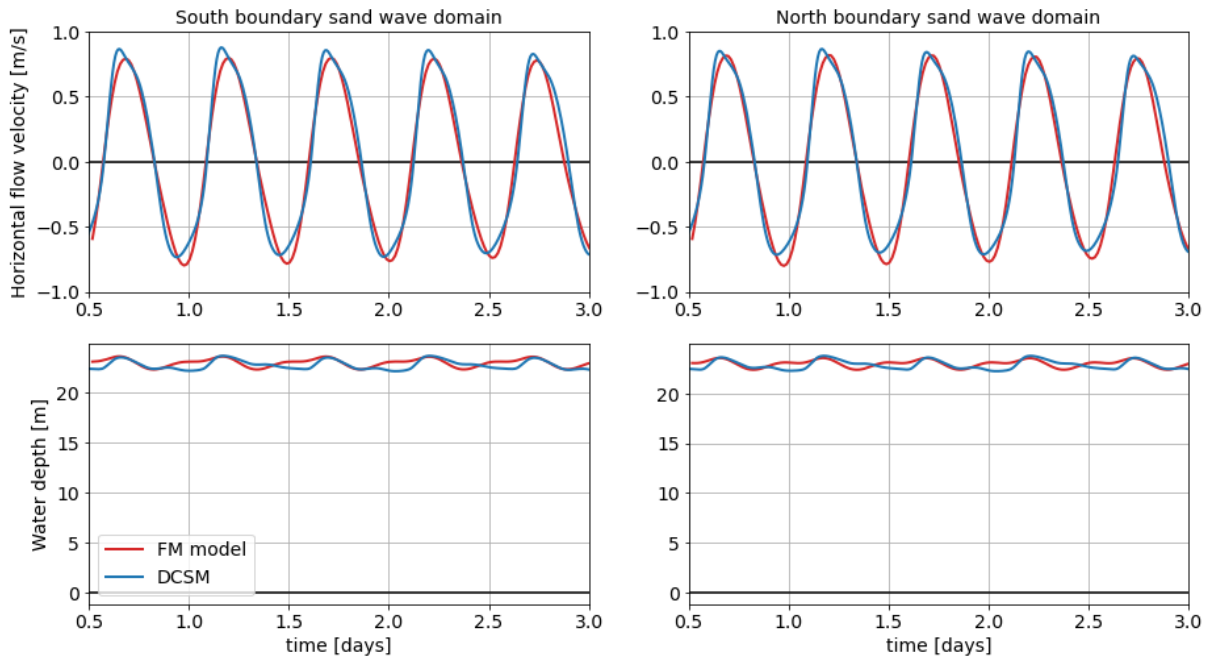 South boundary sand wave domain
North boundary sand wave domain
Horizontal flow velocity [m/s]
1.0
0.5
0.0
−0.5
−1.0
0.5 1.0 1.5 2.0 2.5 3.0
1.0
0.5
0.0
−0.5
−1.0
0.5 1.0 1.5 2.0 2.5 3.0
Water depth [m]
20
15
10
5
0
FM model
DCSM
0.5 1.0 1.5 2.0 2.5 3.0
time [days]
20
15
10
5
0
0.5 1.0 1.5 2.0 2.5 3.0
time [days]